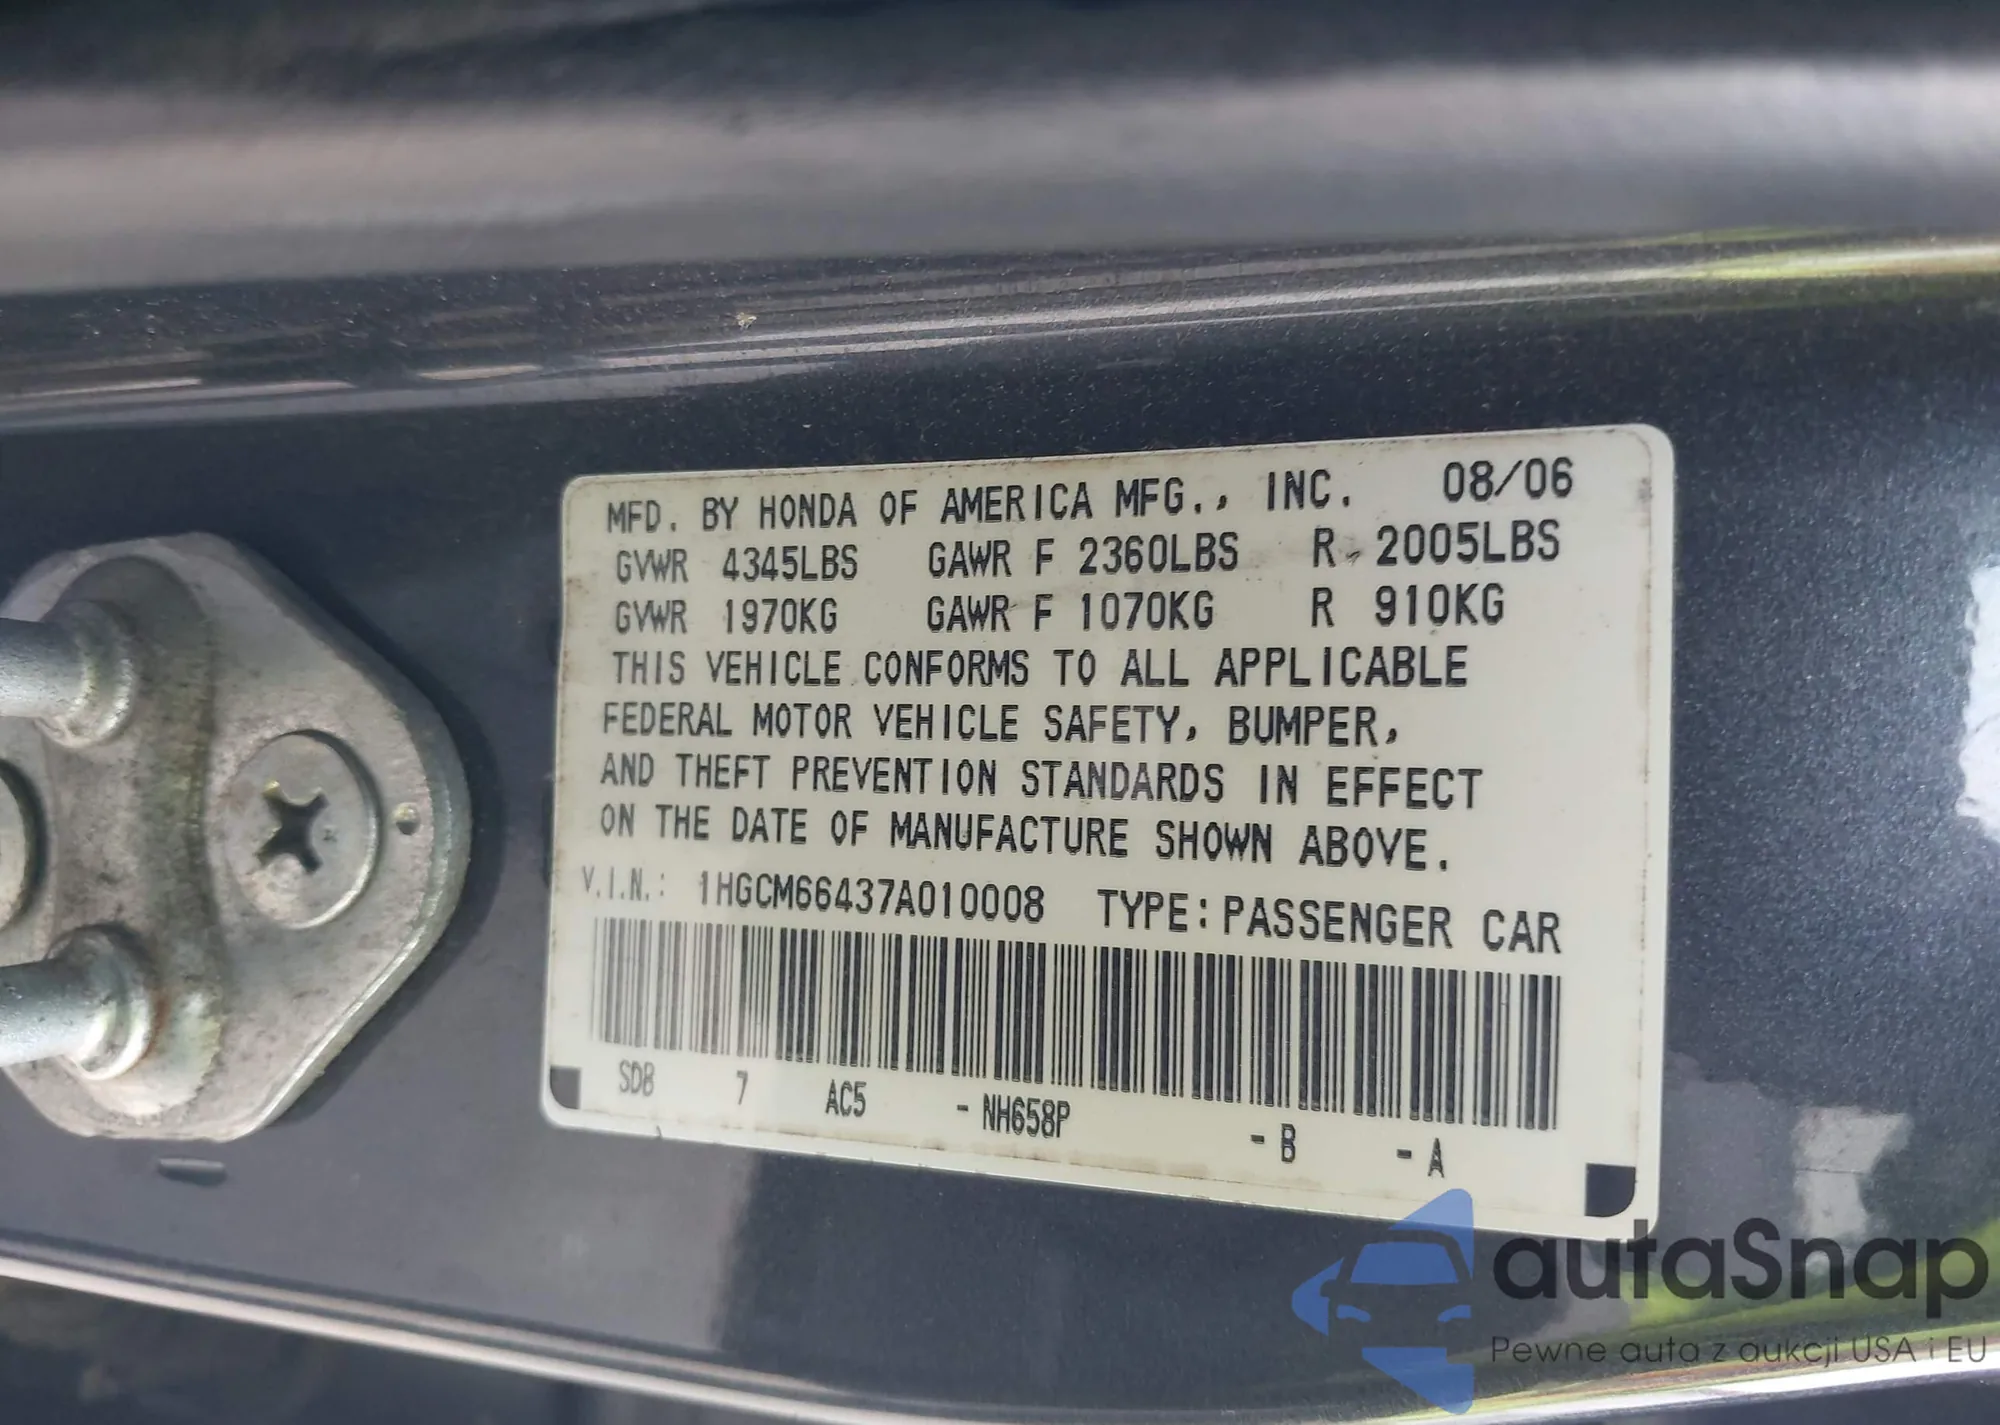 MFD. BY HONDA OF AMERICA MFG., INC. 08/06
GVWR 4345LBS GAWR F 2360LBS R 2005LBS
GVWR 1970KG GAWR F 1070KG R 910KG
THIS VEHICLE CONFORMS TO ALL APPLICABLE
FEDERAL MOTOR VEHICLE SAFETY, BUMPER,
AND THEFT PREVENTION STANDARDS IN EFFECT
ON THE DATE OF MANUFACTURE SHOWN ABOVE.
V.I.N.: 1HGCM66437A010008 TYPE: PASSENGER CAR
SDB 7 AC5 - NH658P - B - A
autaSnap
Pewne auta z aukcji USA i EU